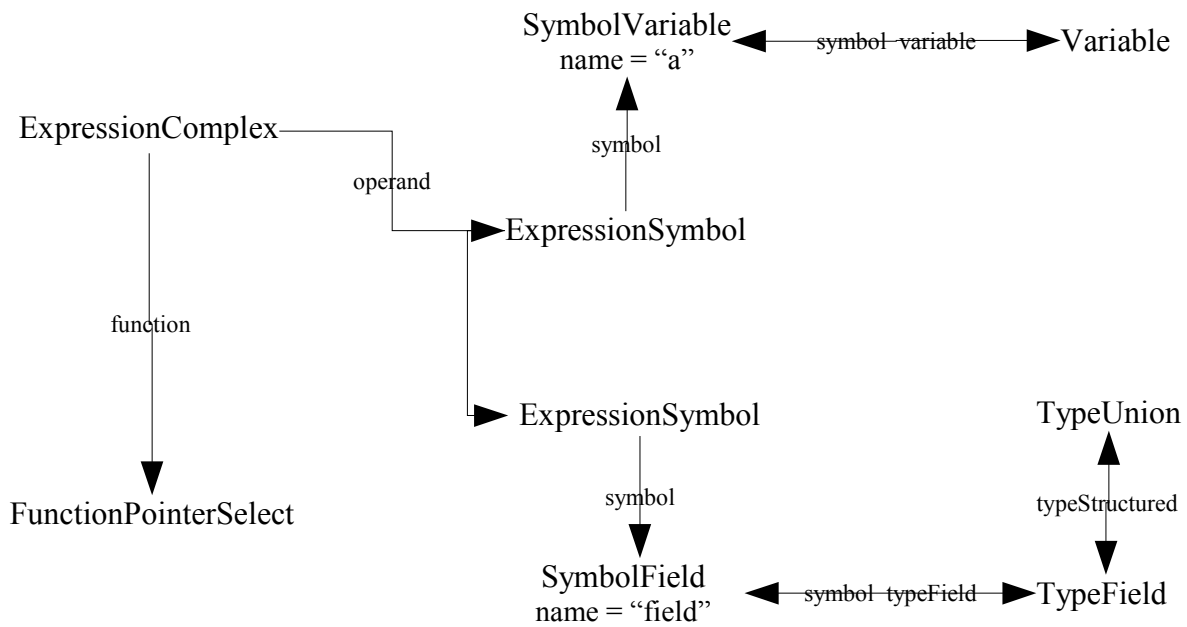 SymbolVariable
name = “a”
symbol variable
Variable
ExpressionComplex
symbol
operand
ExpressionSymbol
function
ExpressionSymbol
TypeUnion
FunctionPointerSelect
symbol
typeStructured
SymbolField
name = “field”
symbol typeField
TypeField